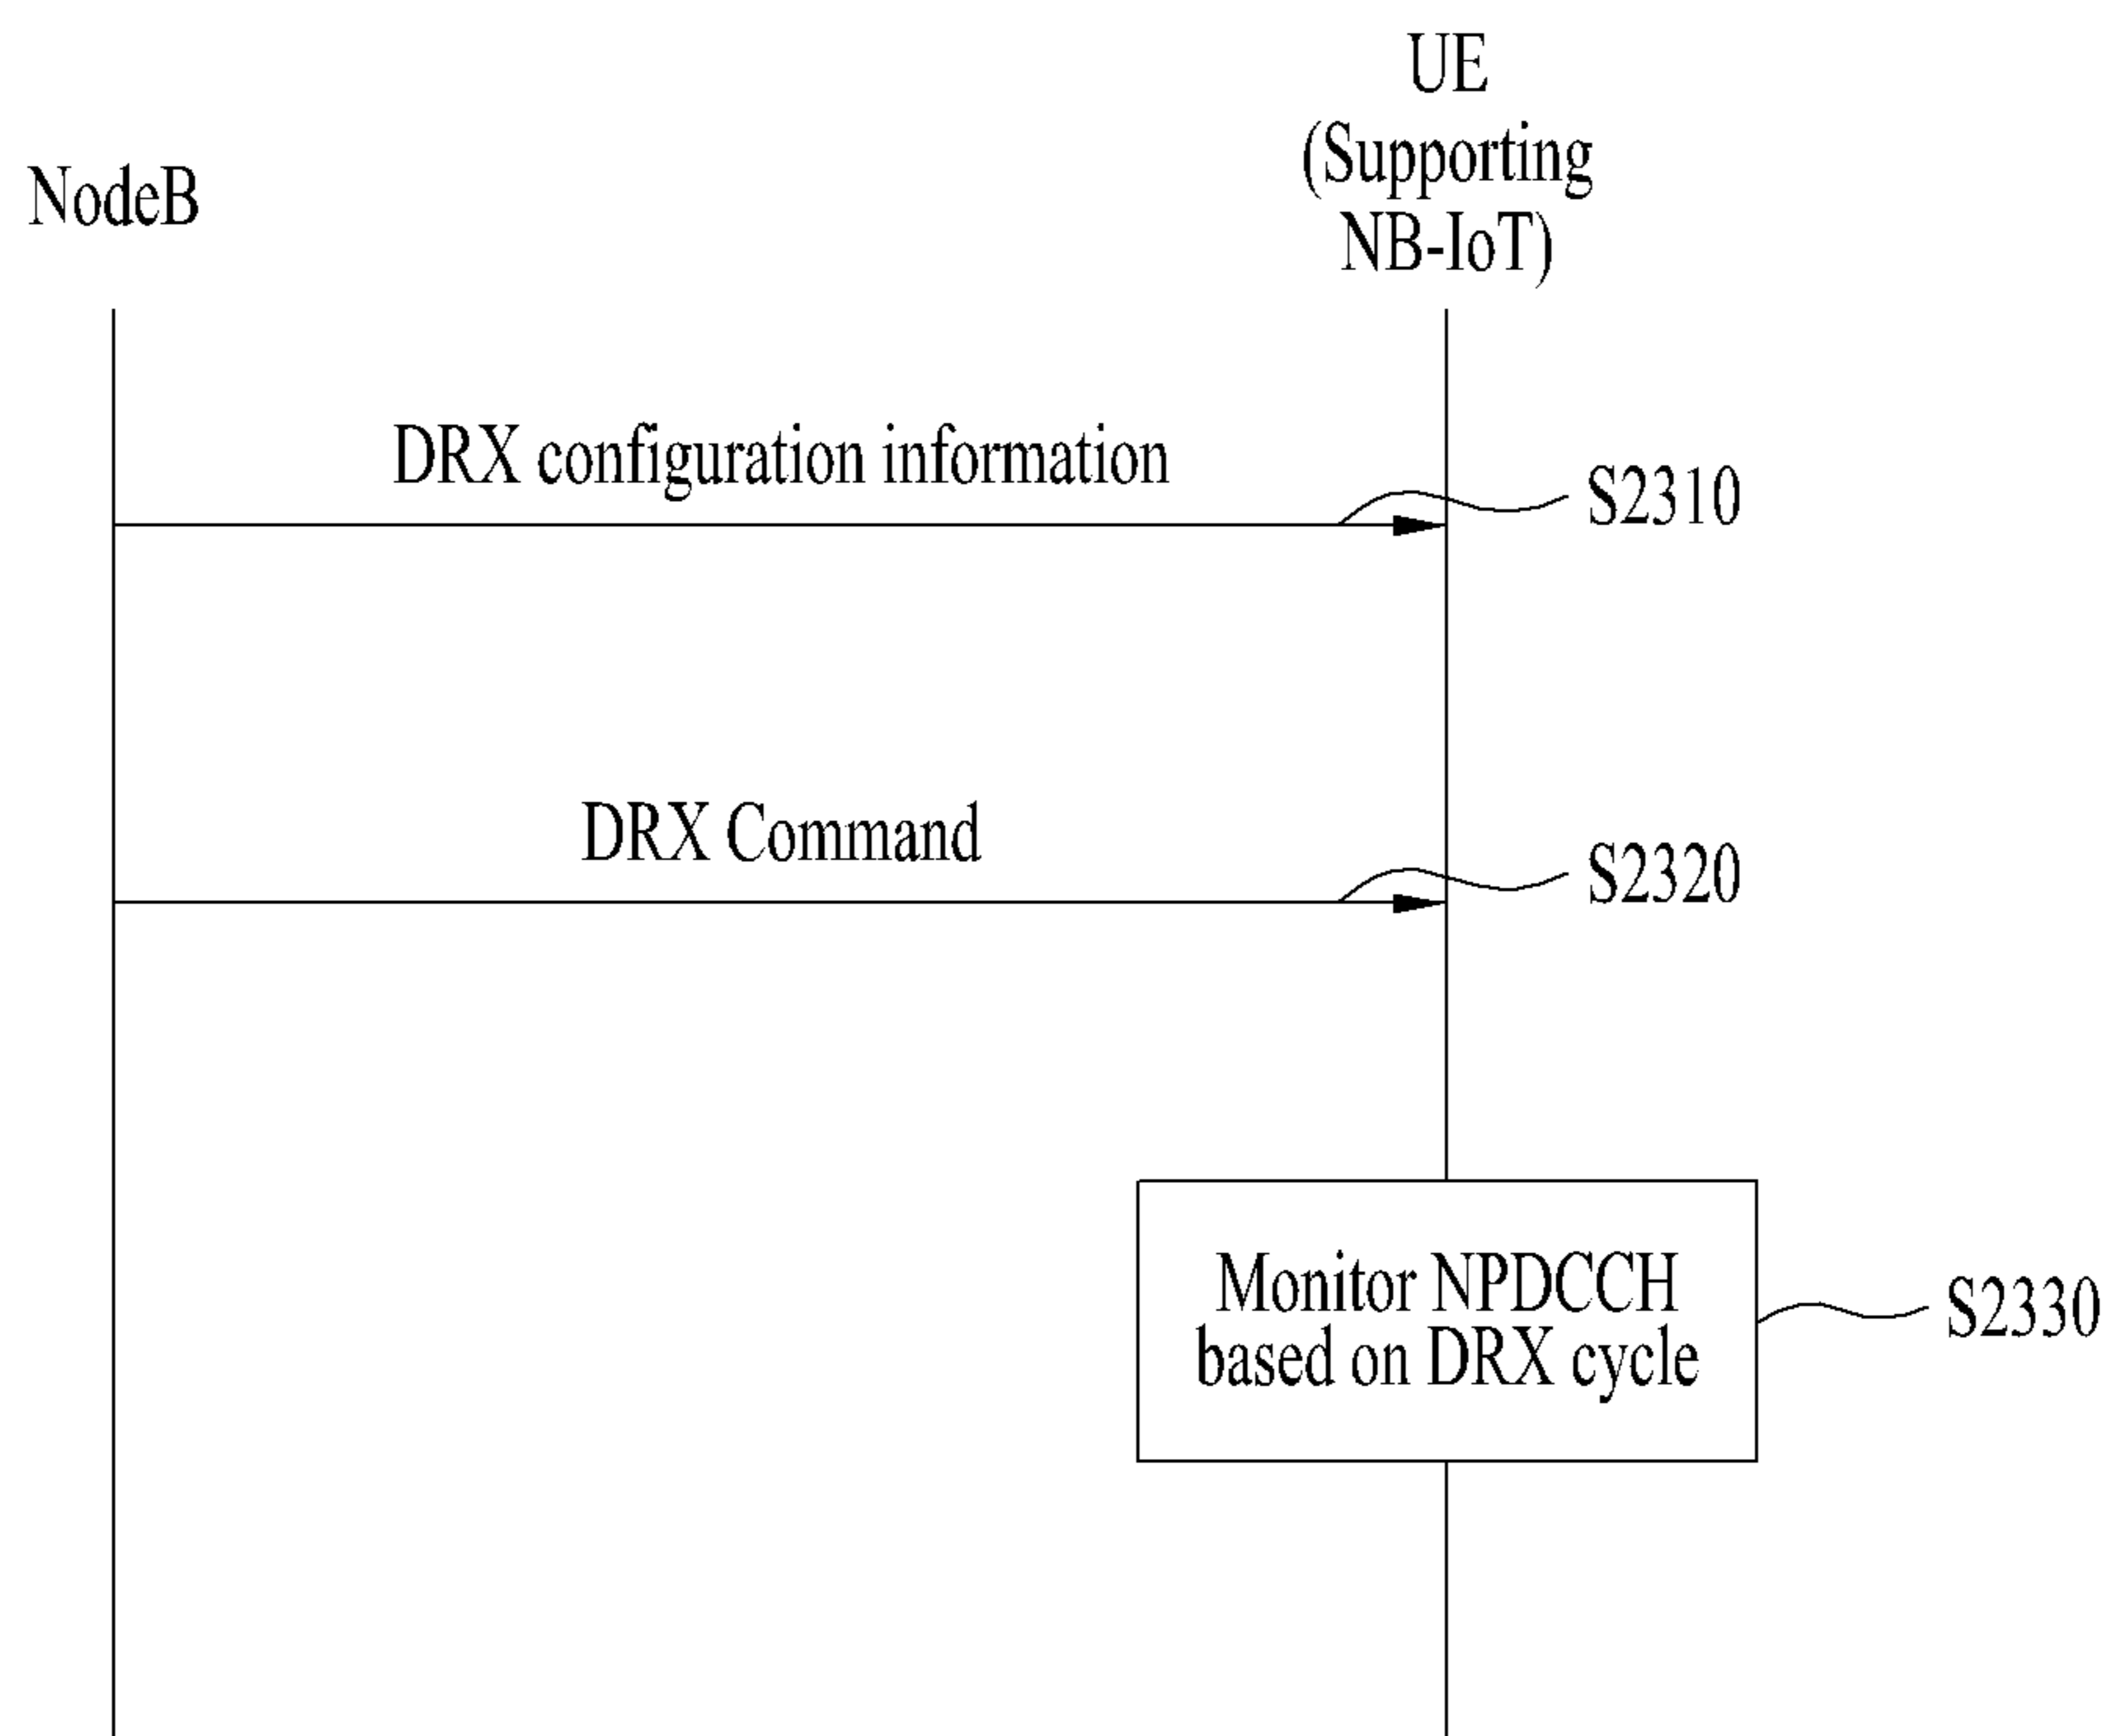 UE
(Supporting
NB-IoT)
NodeB
DRX configuration information
S2310
DRX Command
S2320
Monitor NPDCCH
based on DRX cycle
S2330